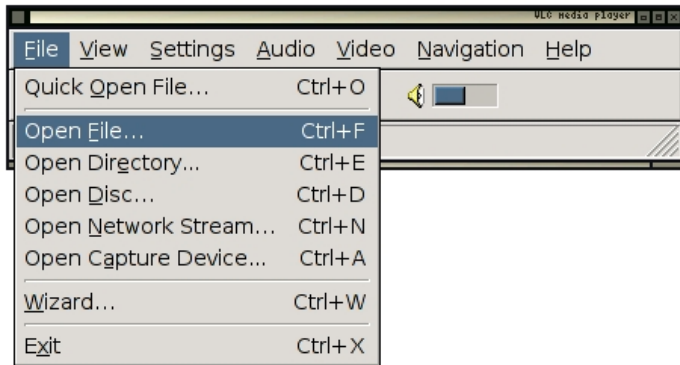 VLC media player
File View Settings Audio Video Navigation Help
Quick Open File... Ctrl+O
Open File... Ctrl+F
Open Directory... Ctrl+E
Open Disc... Ctrl+D
Open Network Stream... Ctrl+N
Open Capture Device... Ctrl+A
Wizard... Ctrl+W
Exit Ctrl+X